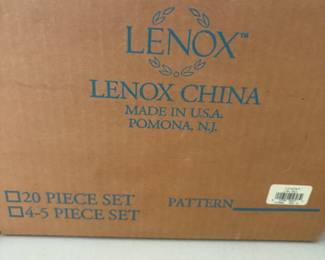 LENOX™
LENOX CHINA
MADE IN U.S.A.
POMONA, N.J.
20 PIECE SET
4-5 PIECE SET
PATTERN